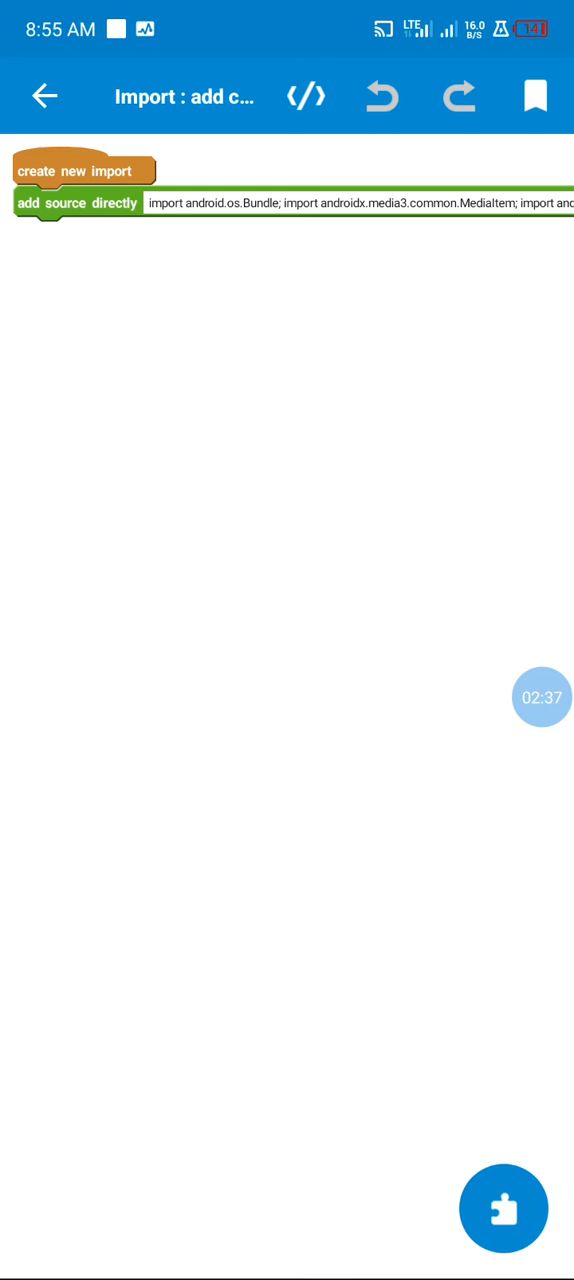 8:55 AM LTE 16.0 B/S 14
Import : add c...
create new import
add source directly import android.os.Bundle; import androidx.media3.common.MediaItem; import and
02:37